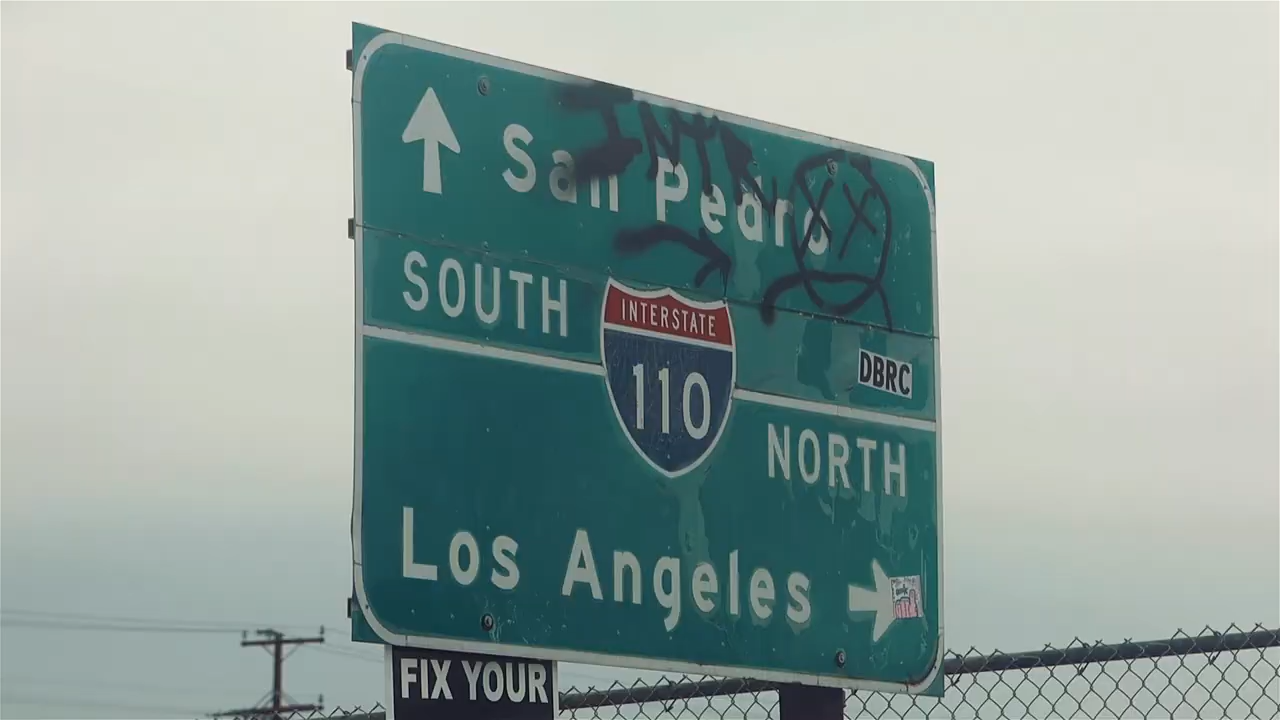 San Pedro
SOUTH
INTERSTATE
110
DBRC
NORTH
Los Angeles
FIX YOUR